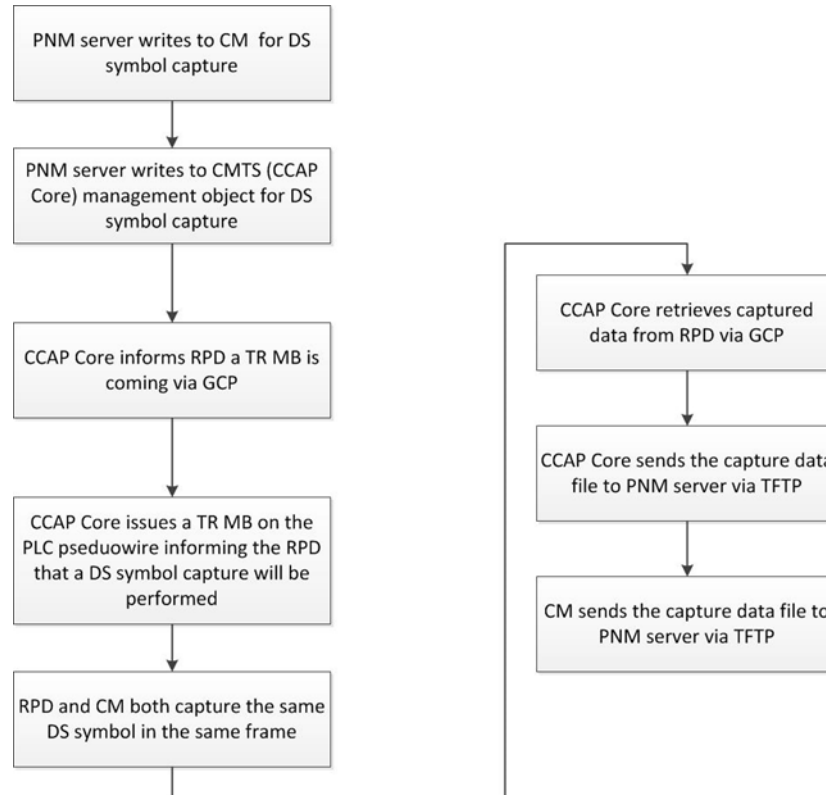 PNM server writes to CM for DS
symbol capture
PNM server writes to CMTS (CCAP
Core) management object for DS
symbol capture
CCAP Core informs RPD a TR MB is
coming via GCP
CCAP Core issues a TR MB on the
PLC pseduowire informing the RPD
that a DS symbol capture will be
performed
RPD and CM both capture the same
DS symbol in the same frame
CCAP Core retrieves captured
data from RPD via GCP
CCAP Core sends the capture data
file to PNM server via TFTP
CM sends the capture data file to
PNM server via TFTP